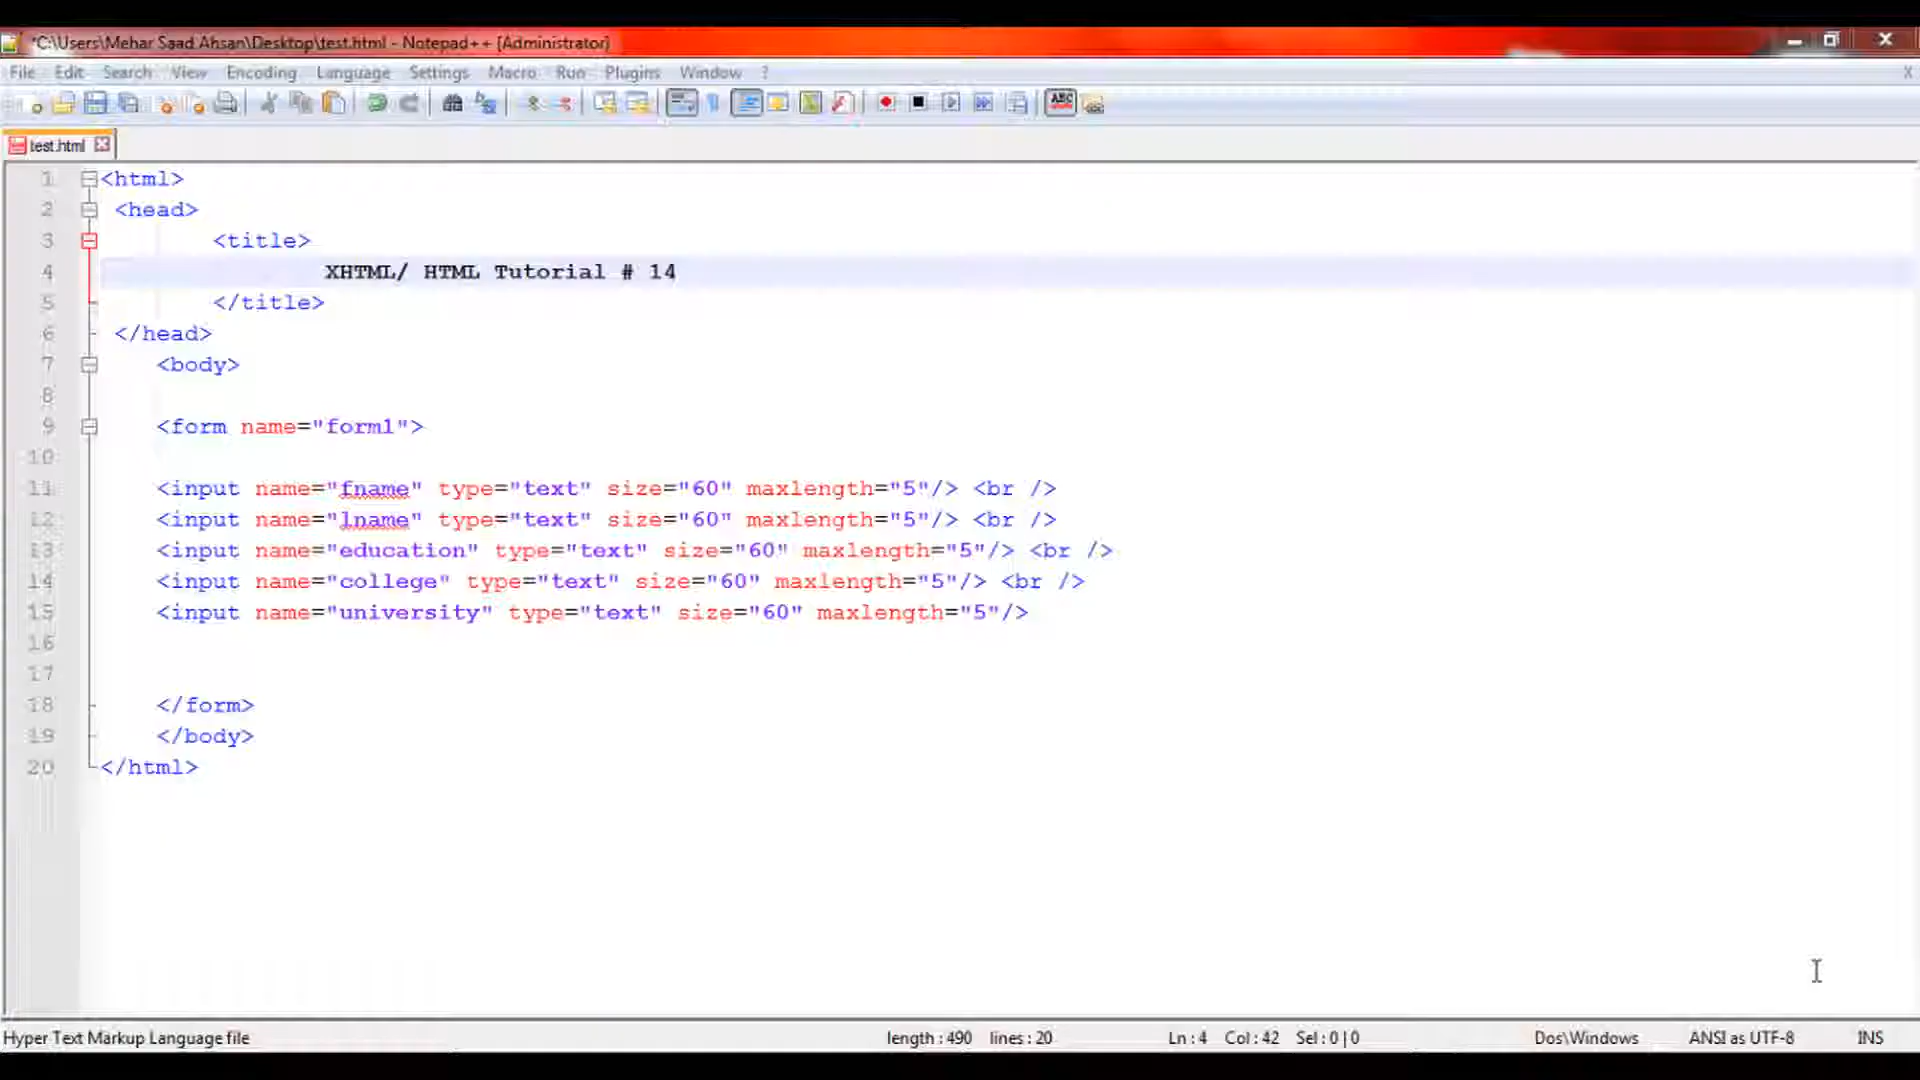 *C:\Users\Mehar Saad Ahsan\Desktop\test.html - Notepad++ [Administrator]
File Edit Search View Encoding Language Settings Macro Run Plugins Window ? X
ABC
test.html
1 <html>
2 <head>
3 <title>
4 XHTML/ HTML Tutorial # 14
5 </title>
6 </head>
7 <body>
8
9 <form name="form1">
10
11 <input name="fname" type="text" size="60" maxlength="5"/> <br />
12 <input name="lname" type="text" size="60" maxlength="5"/> <br />
13 <input name="education" type="text" size="60" maxlength="5"/> <br />
14 <input name="college" type="text" size="60" maxlength="5"/> <br />
15 <input name="university" type="text" size="60" maxlength="5"/>
16
17
18 </form>
19 </body>
20 </html>
Hyper Text Markup Language file length : 490 lines : 20 Ln : 4 Col : 42 Sel : 0 | 0 Dos\Windows ANSI as UTF-8 INS